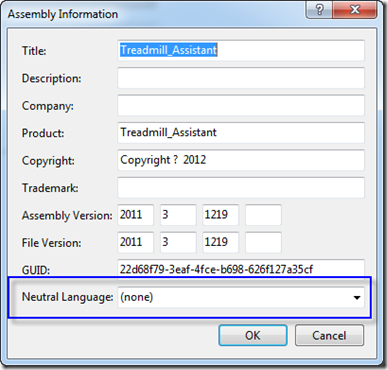 Assembly Information
Title: Treadmill_Assistant
Description:
Company:
Product: Treadmill_Assistant
Copyright: Copyright ? 2012
Trademark:
Assembly Version: 2011 3 1219
File Version: 2011 3 1219
GUID: 22d68f79-3eaf-4fce-b698-626f127a35cf
Neutral Language: (none)
OK Cancel